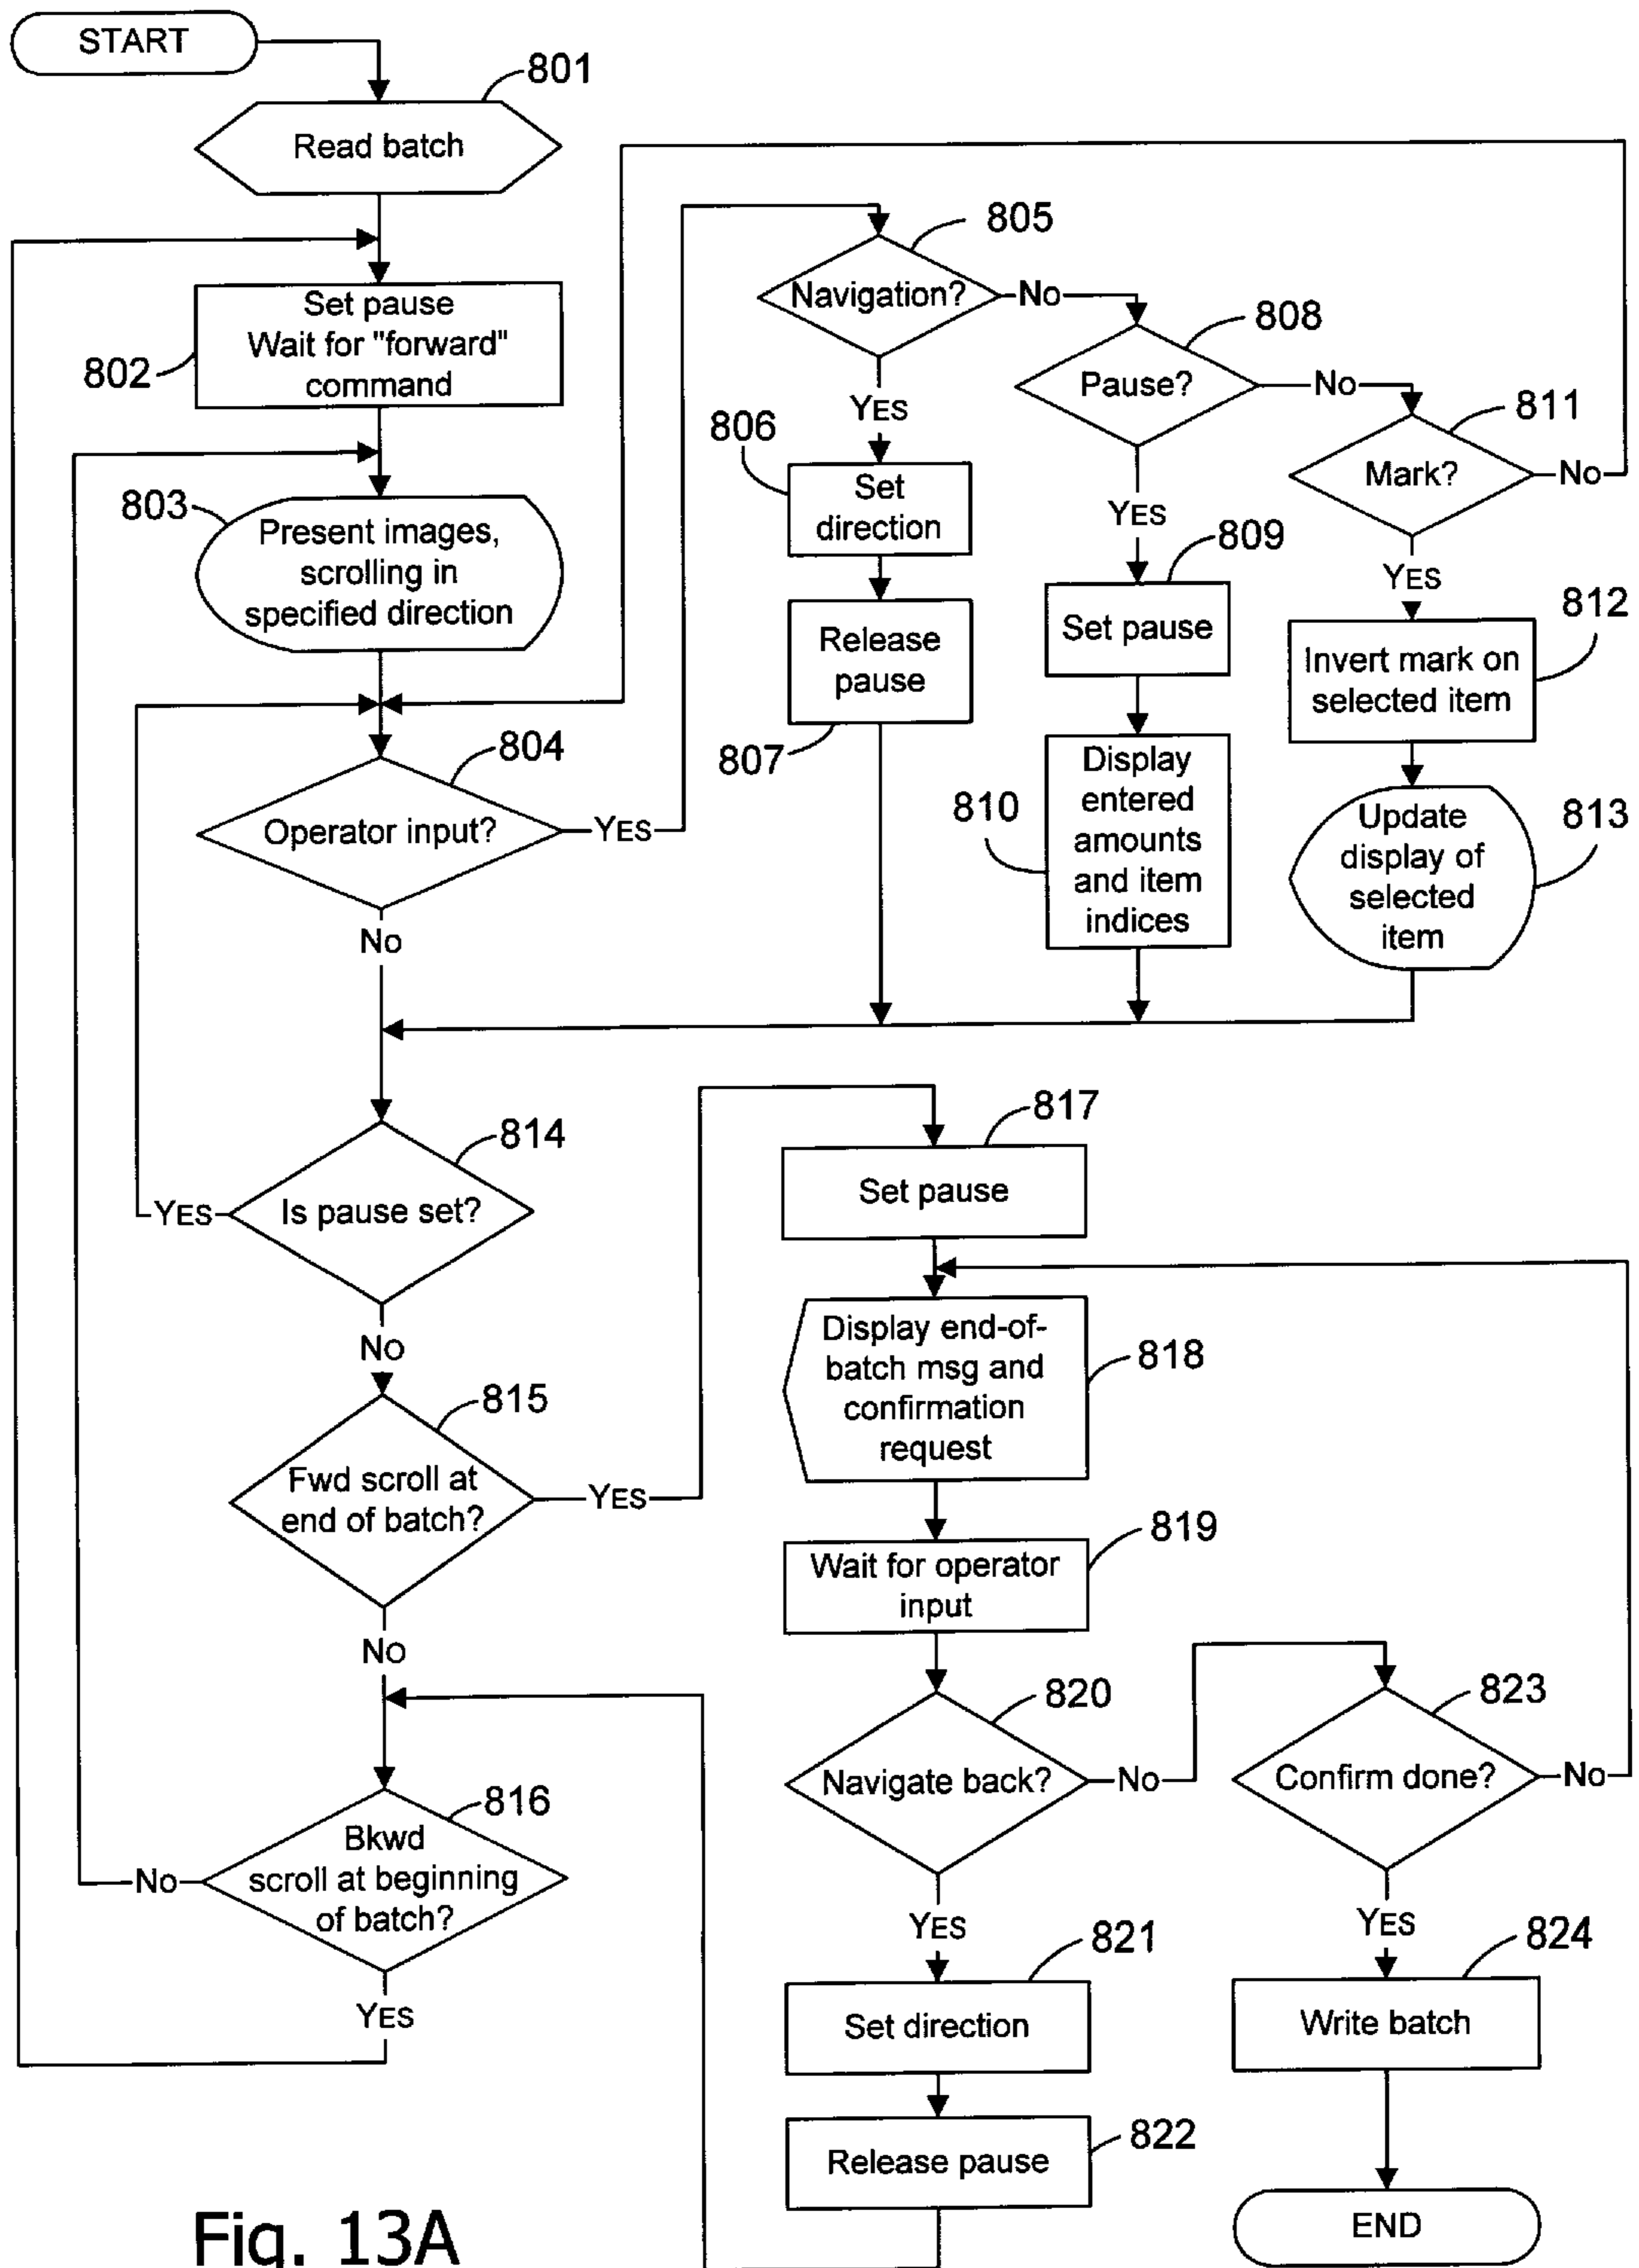 START
801
Read batch
Set pause
Wait for "forward"
command
802
803
Present images,
scrolling in
specified direction
804
Operator input?
YES
No
805
Navigation?
No
YES
806
Set
direction
Release
pause
807
808
Pause?
No
YES
809
Set pause
810
Display
entered
amounts
and item
indices
811
Mark?
No
YES
812
Invert mark on
selected item
813
Update
display of
selected
item
814
Is pause set?
YES
No
815
Fwd scroll at
end of batch?
YES
No
816
Bkwd
scroll at beginning
of batch?
No
YES
817
Set pause
818
Display end-of-
batch msg and
confirmation
request
819
Wait for operator
input
820
Navigate back?
No
YES
821
Set direction
822
Release pause
823
Confirm done?
No
YES
824
Write batch
END
Fig. 13A